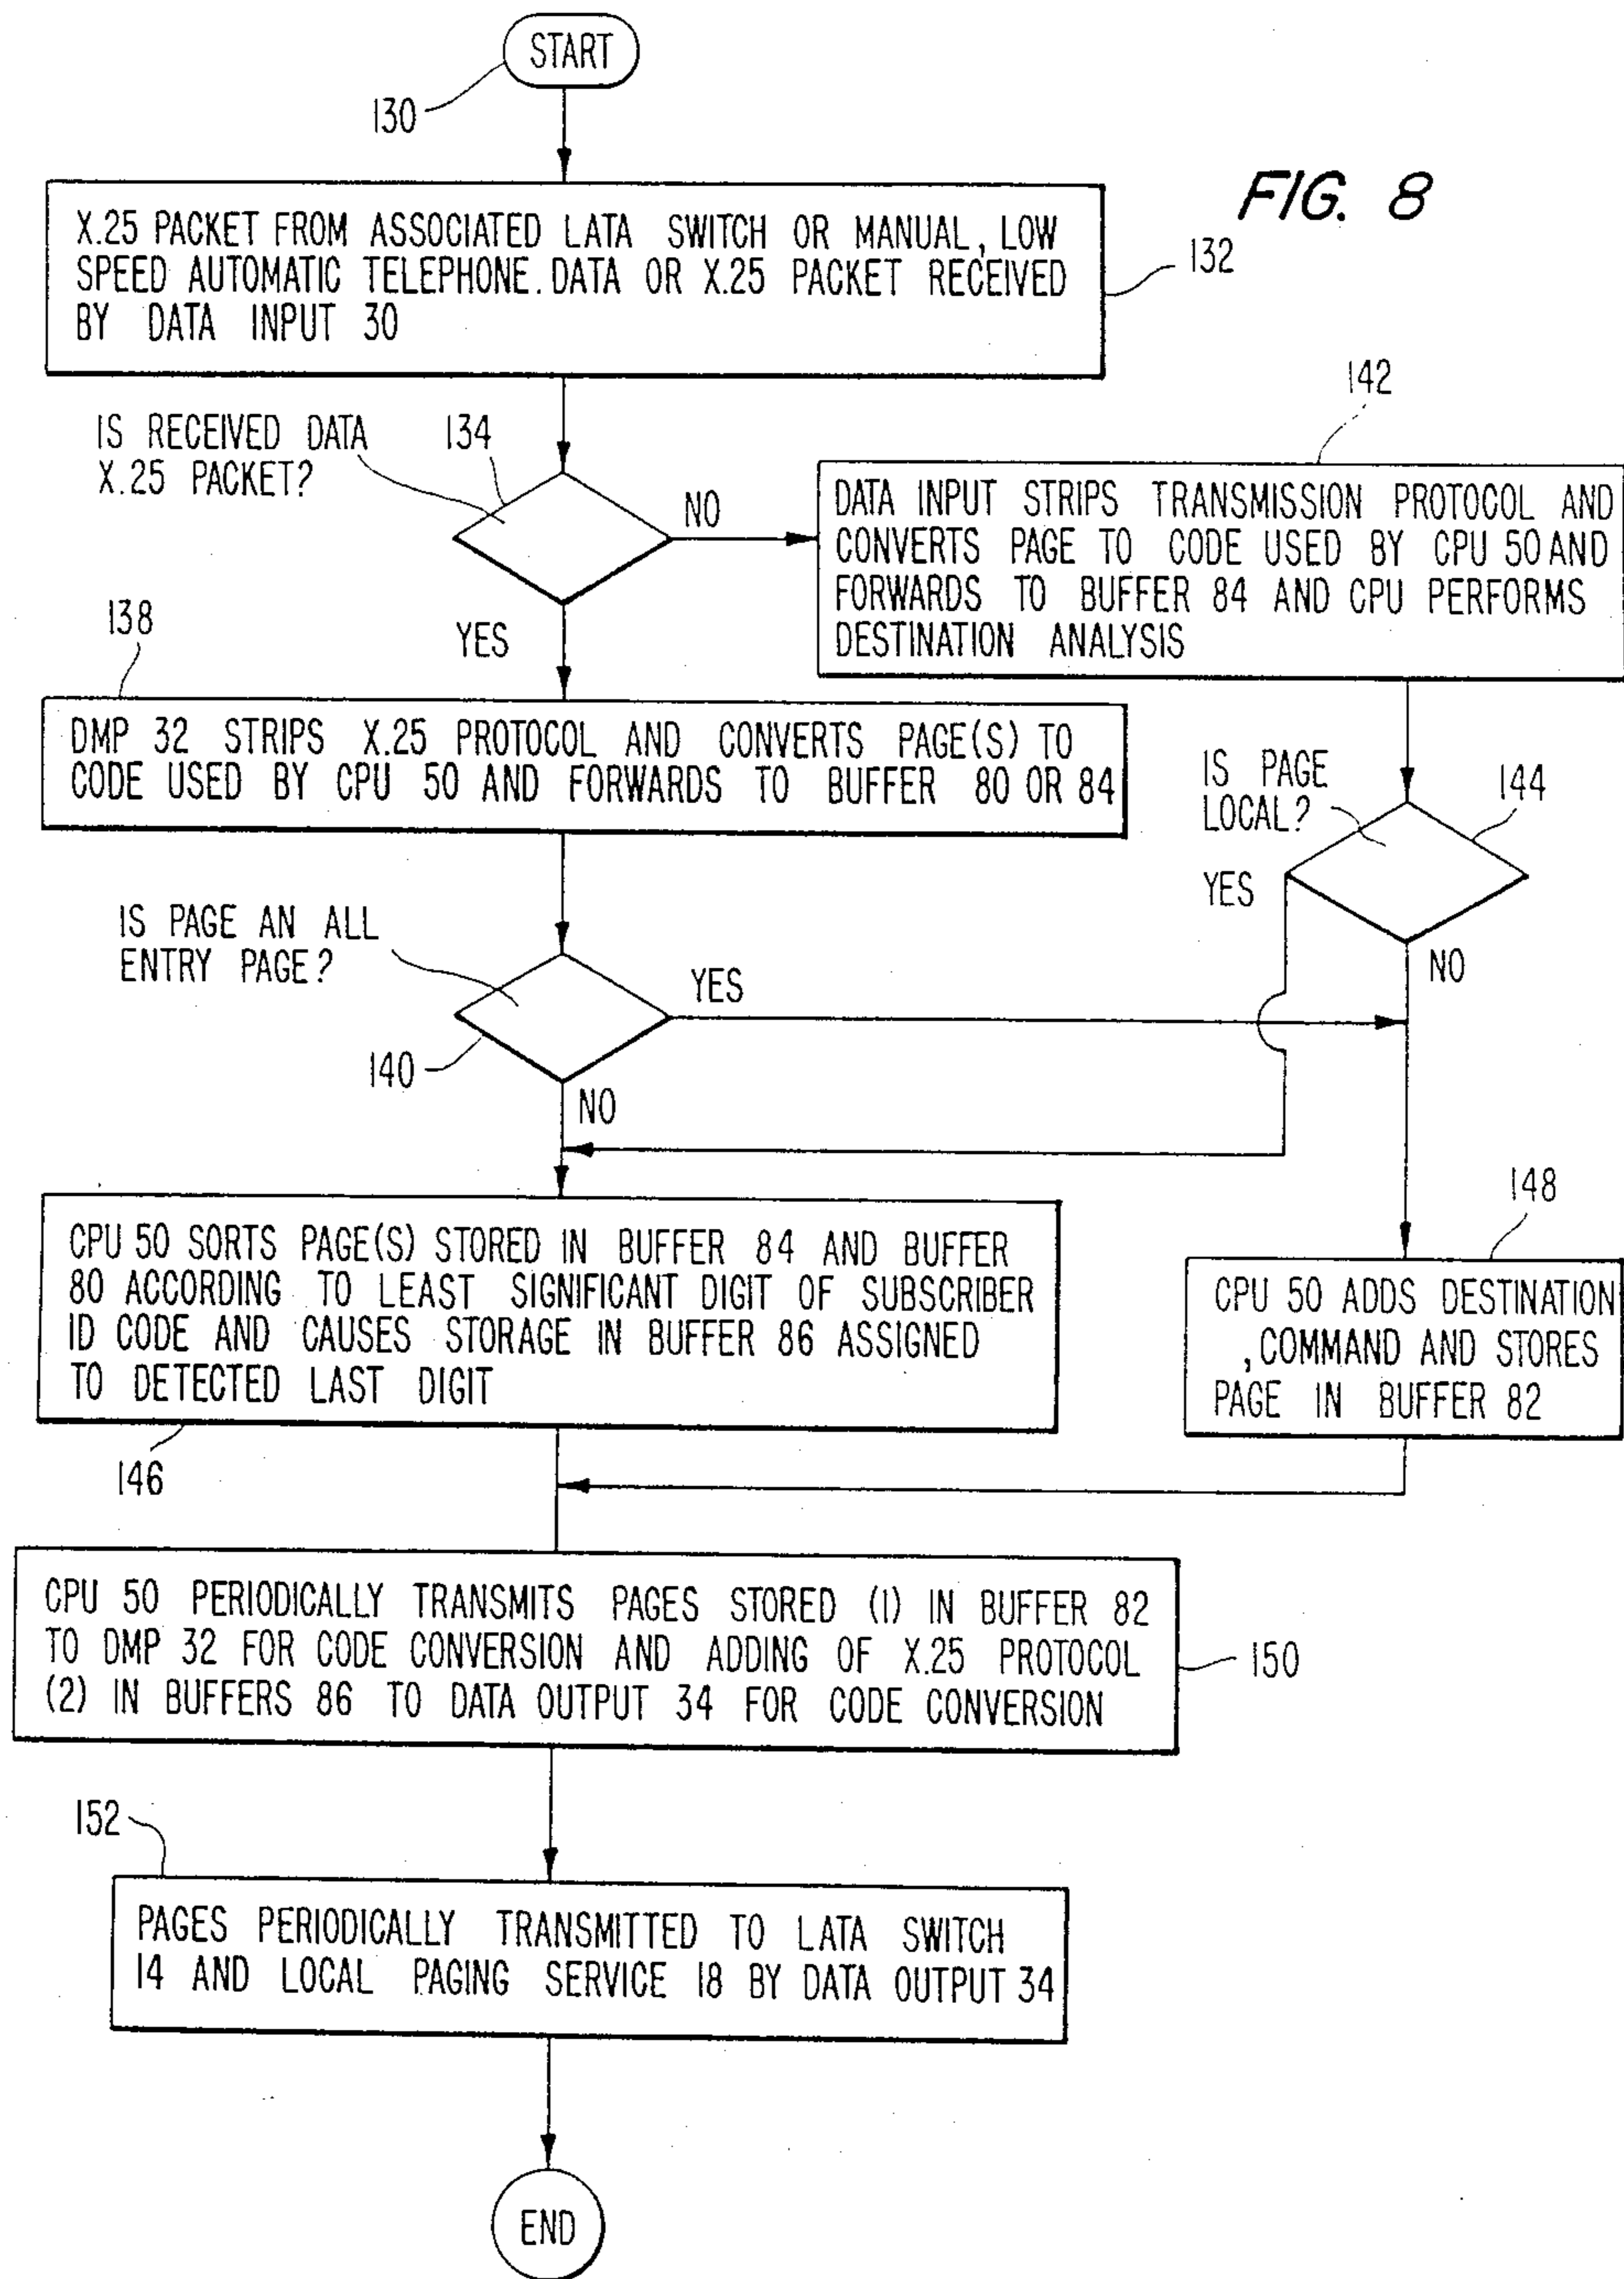 START
130
FIG. 8
X.25 PACKET FROM ASSOCIATED LATA SWITCH OR MANUAL, LOW
SPEED AUTOMATIC TELEPHONE. DATA OR X.25 PACKET RECEIVED
BY DATA INPUT 30
132
IS RECEIVED DATA
X.25 PACKET?
134
NO
YES
142
DATA INPUT STRIPS TRANSMISSION PROTOCOL AND
CONVERTS PAGE TO CODE USED BY CPU 50 AND
FORWARDS TO BUFFER 84 AND CPU PERFORMS
DESTINATION ANALYSIS
138
DMP 32 STRIPS X.25 PROTOCOL AND CONVERTS PAGE(S) TO
CODE USED BY CPU 50 AND FORWARDS TO BUFFER 80 OR 84
IS PAGE
LOCAL?
144
YES
NO
IS PAGE AN ALL
ENTRY PAGE?
YES
140
NO
CPU 50 SORTS PAGE(S) STORED IN BUFFER 84 AND BUFFER
80 ACCORDING TO LEAST SIGNIFICANT DIGIT OF SUBSCRIBER
ID CODE AND CAUSES STORAGE IN BUFFER 86 ASSIGNED
TO DETECTED LAST DIGIT
146
148
CPU 50 ADDS DESTINATION
, COMMAND AND STORES
PAGE IN BUFFER 82
CPU 50 PERIODICALLY TRANSMITS PAGES STORED (1) IN BUFFER 82
TO DMP 32 FOR CODE CONVERSION AND ADDING OF X.25 PROTOCOL
(2) IN BUFFERS 86 TO DATA OUTPUT 34 FOR CODE CONVERSION
150
152
PAGES PERIODICALLY TRANSMITTED TO LATA SWITCH
14 AND LOCAL PAGING SERVICE 18 BY DATA OUTPUT 34
END